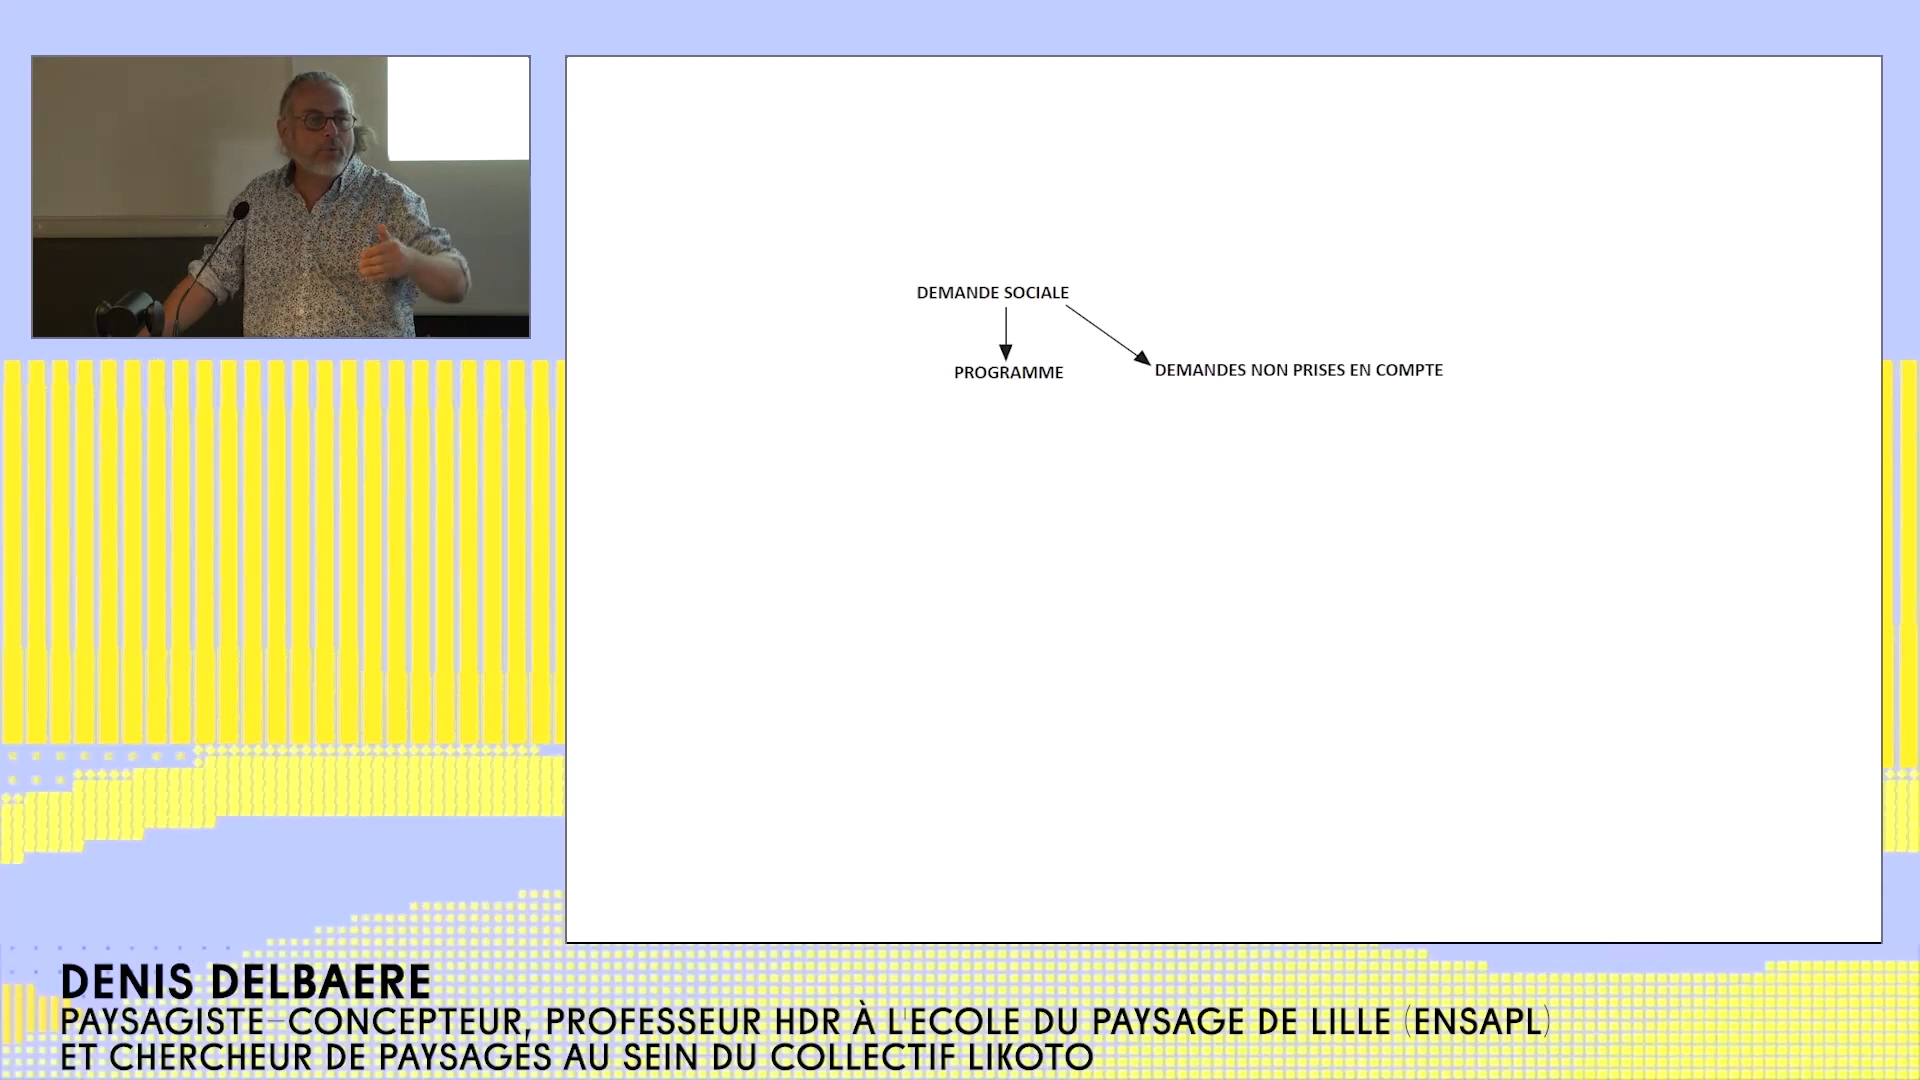 DEMANDE SOCIALE
PROGRAMME
DEMANDES NON PRISES EN COMPTE
DENIS DELBAERE
PAYSAGISTE-CONCEPTEUR, PROFESSEUR HDR À L'ECOLE DU PAYSAGE DE LILLE (ENSAPL)
ET CHERCHEUR DE PAYSAGES AU SEIN DU COLLECTIF LIKOTO